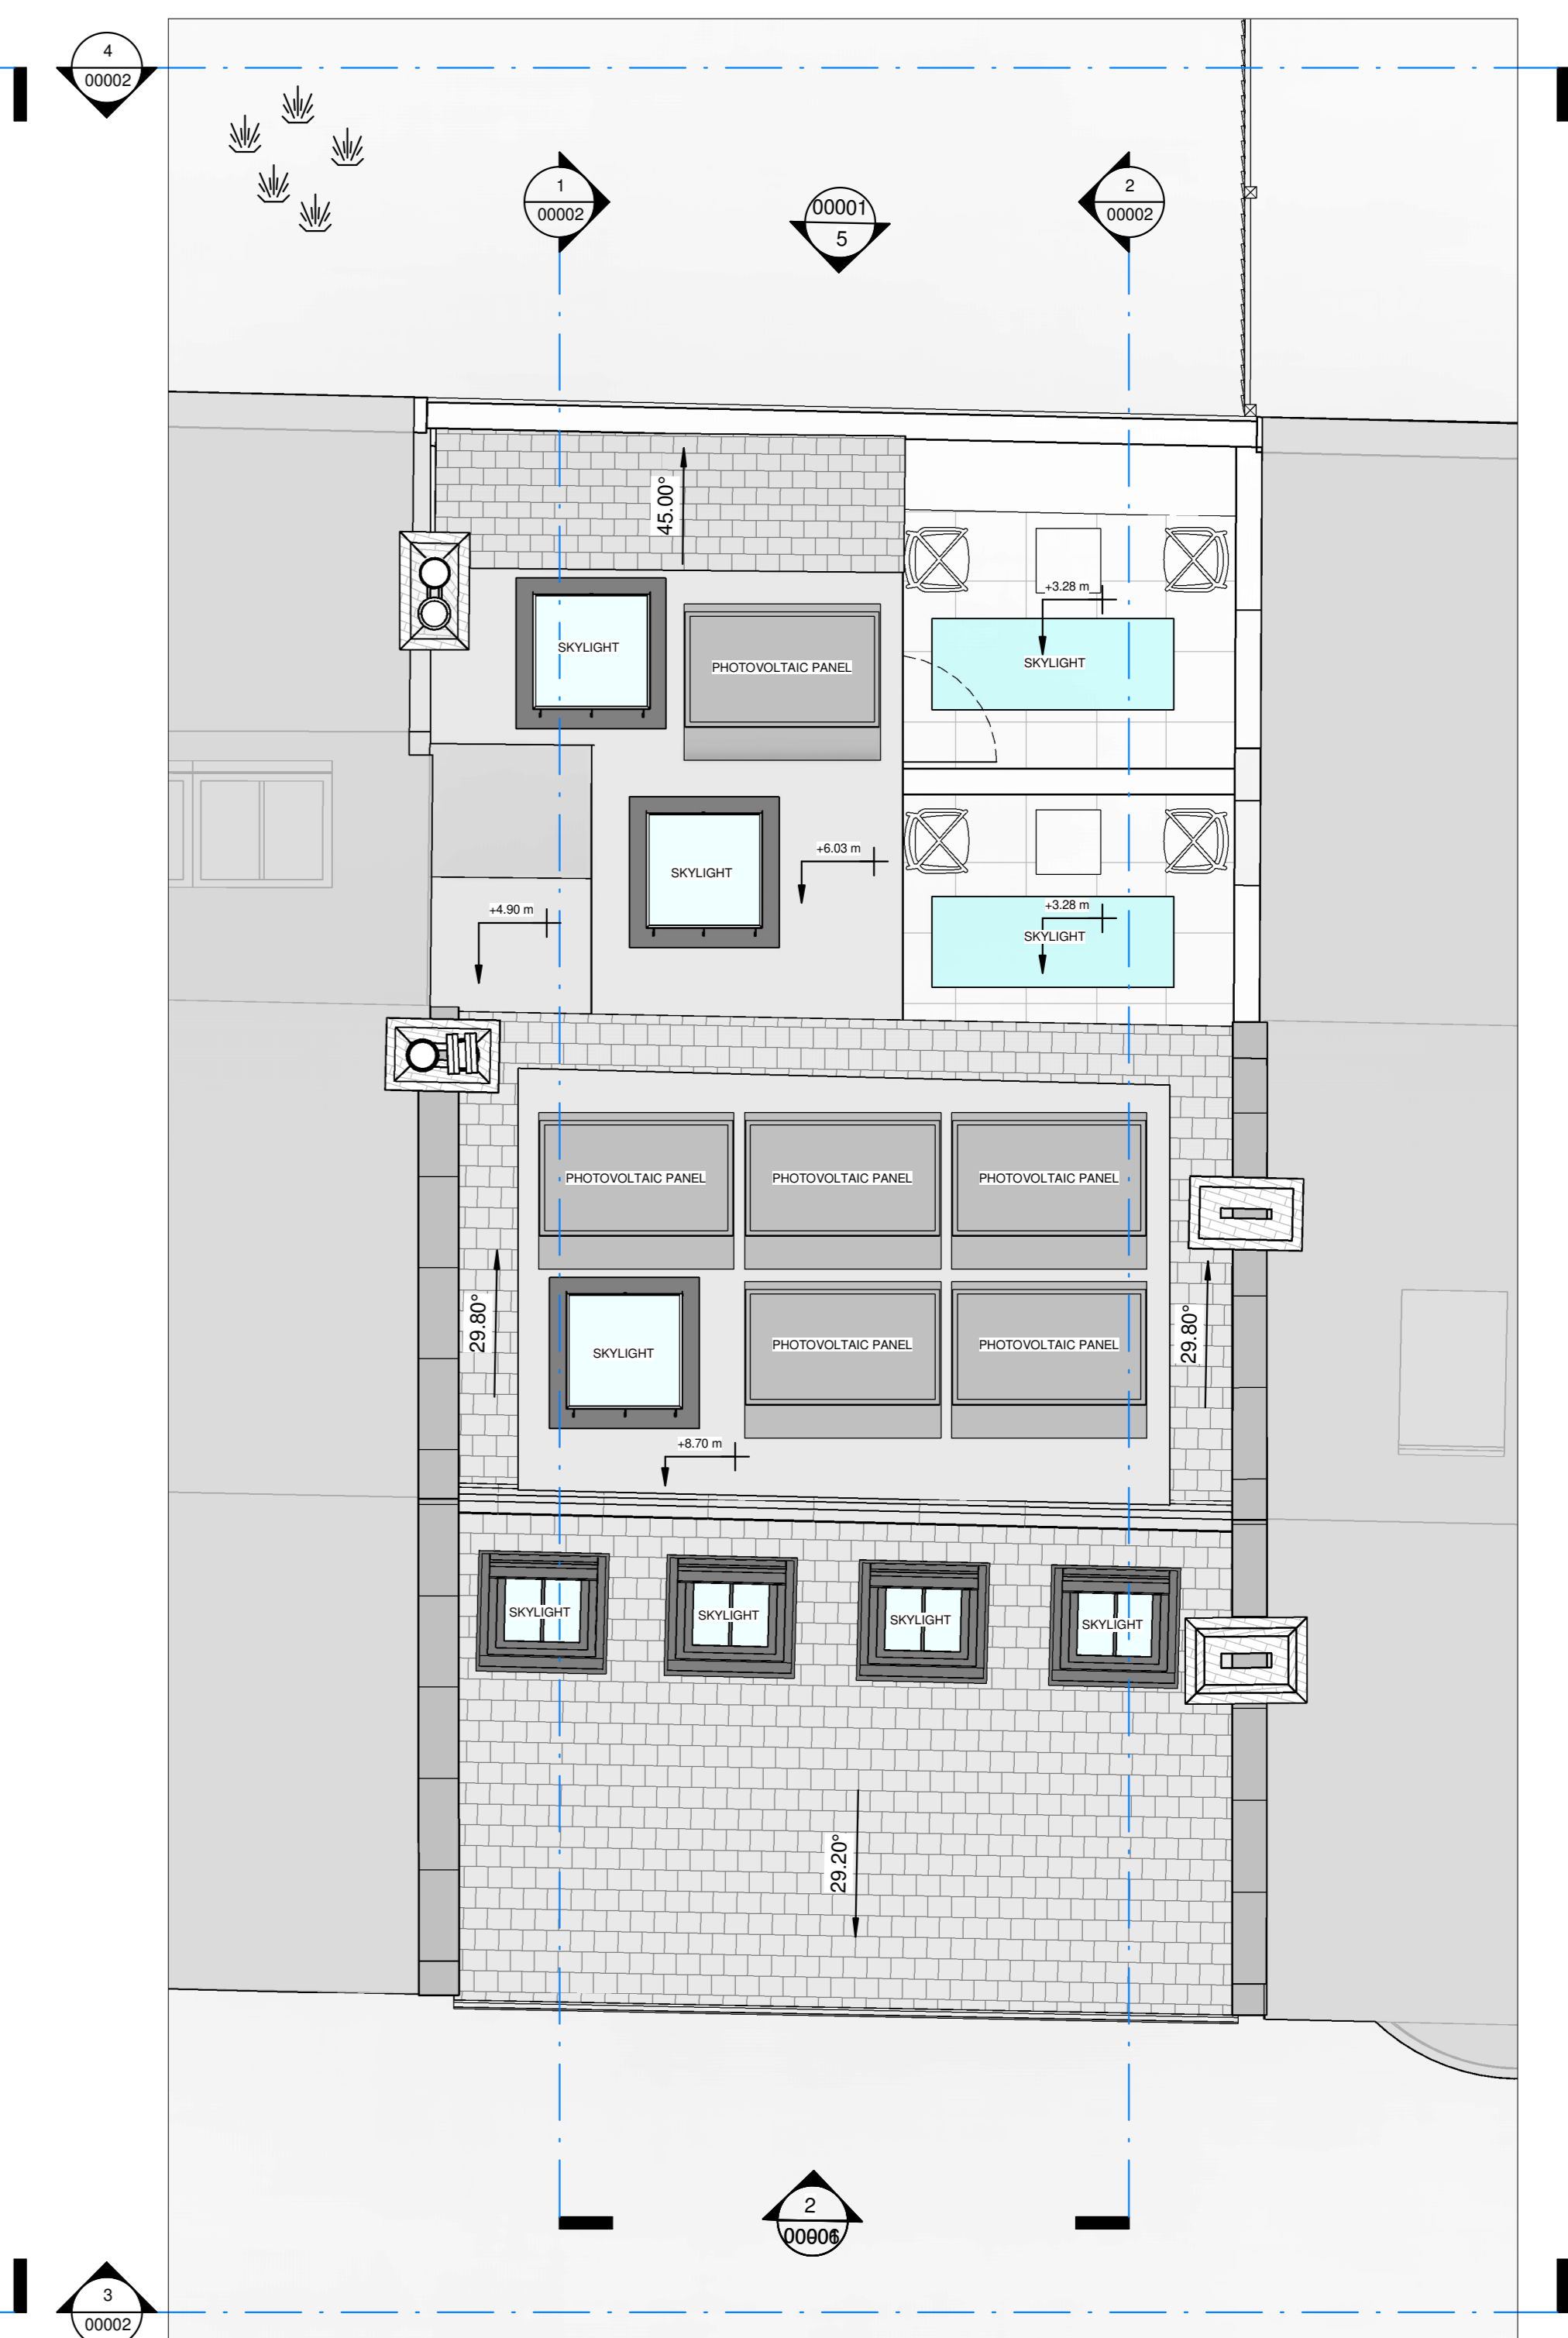 4
00002
1
00002
00001
5
2
00002
45.00°
+3.28 m
SKYLIGHT
SKYLIGHT
PHOTOVOLTAIC PANEL
+6.03 m
SKYLIGHT
+4.90 m
+3.28 m
SKYLIGHT
PHOTOVOLTAIC PANEL
PHOTOVOLTAIC PANEL
PHOTOVOLTAIC PANEL
29.80°
29.80°
SKYLIGHT
PHOTOVOLTAIC PANEL
PHOTOVOLTAIC PANEL
+8.70 m
SKYLIGHT
SKYLIGHT
SKYLIGHT
SKYLIGHT
29.20°
2
3
00002